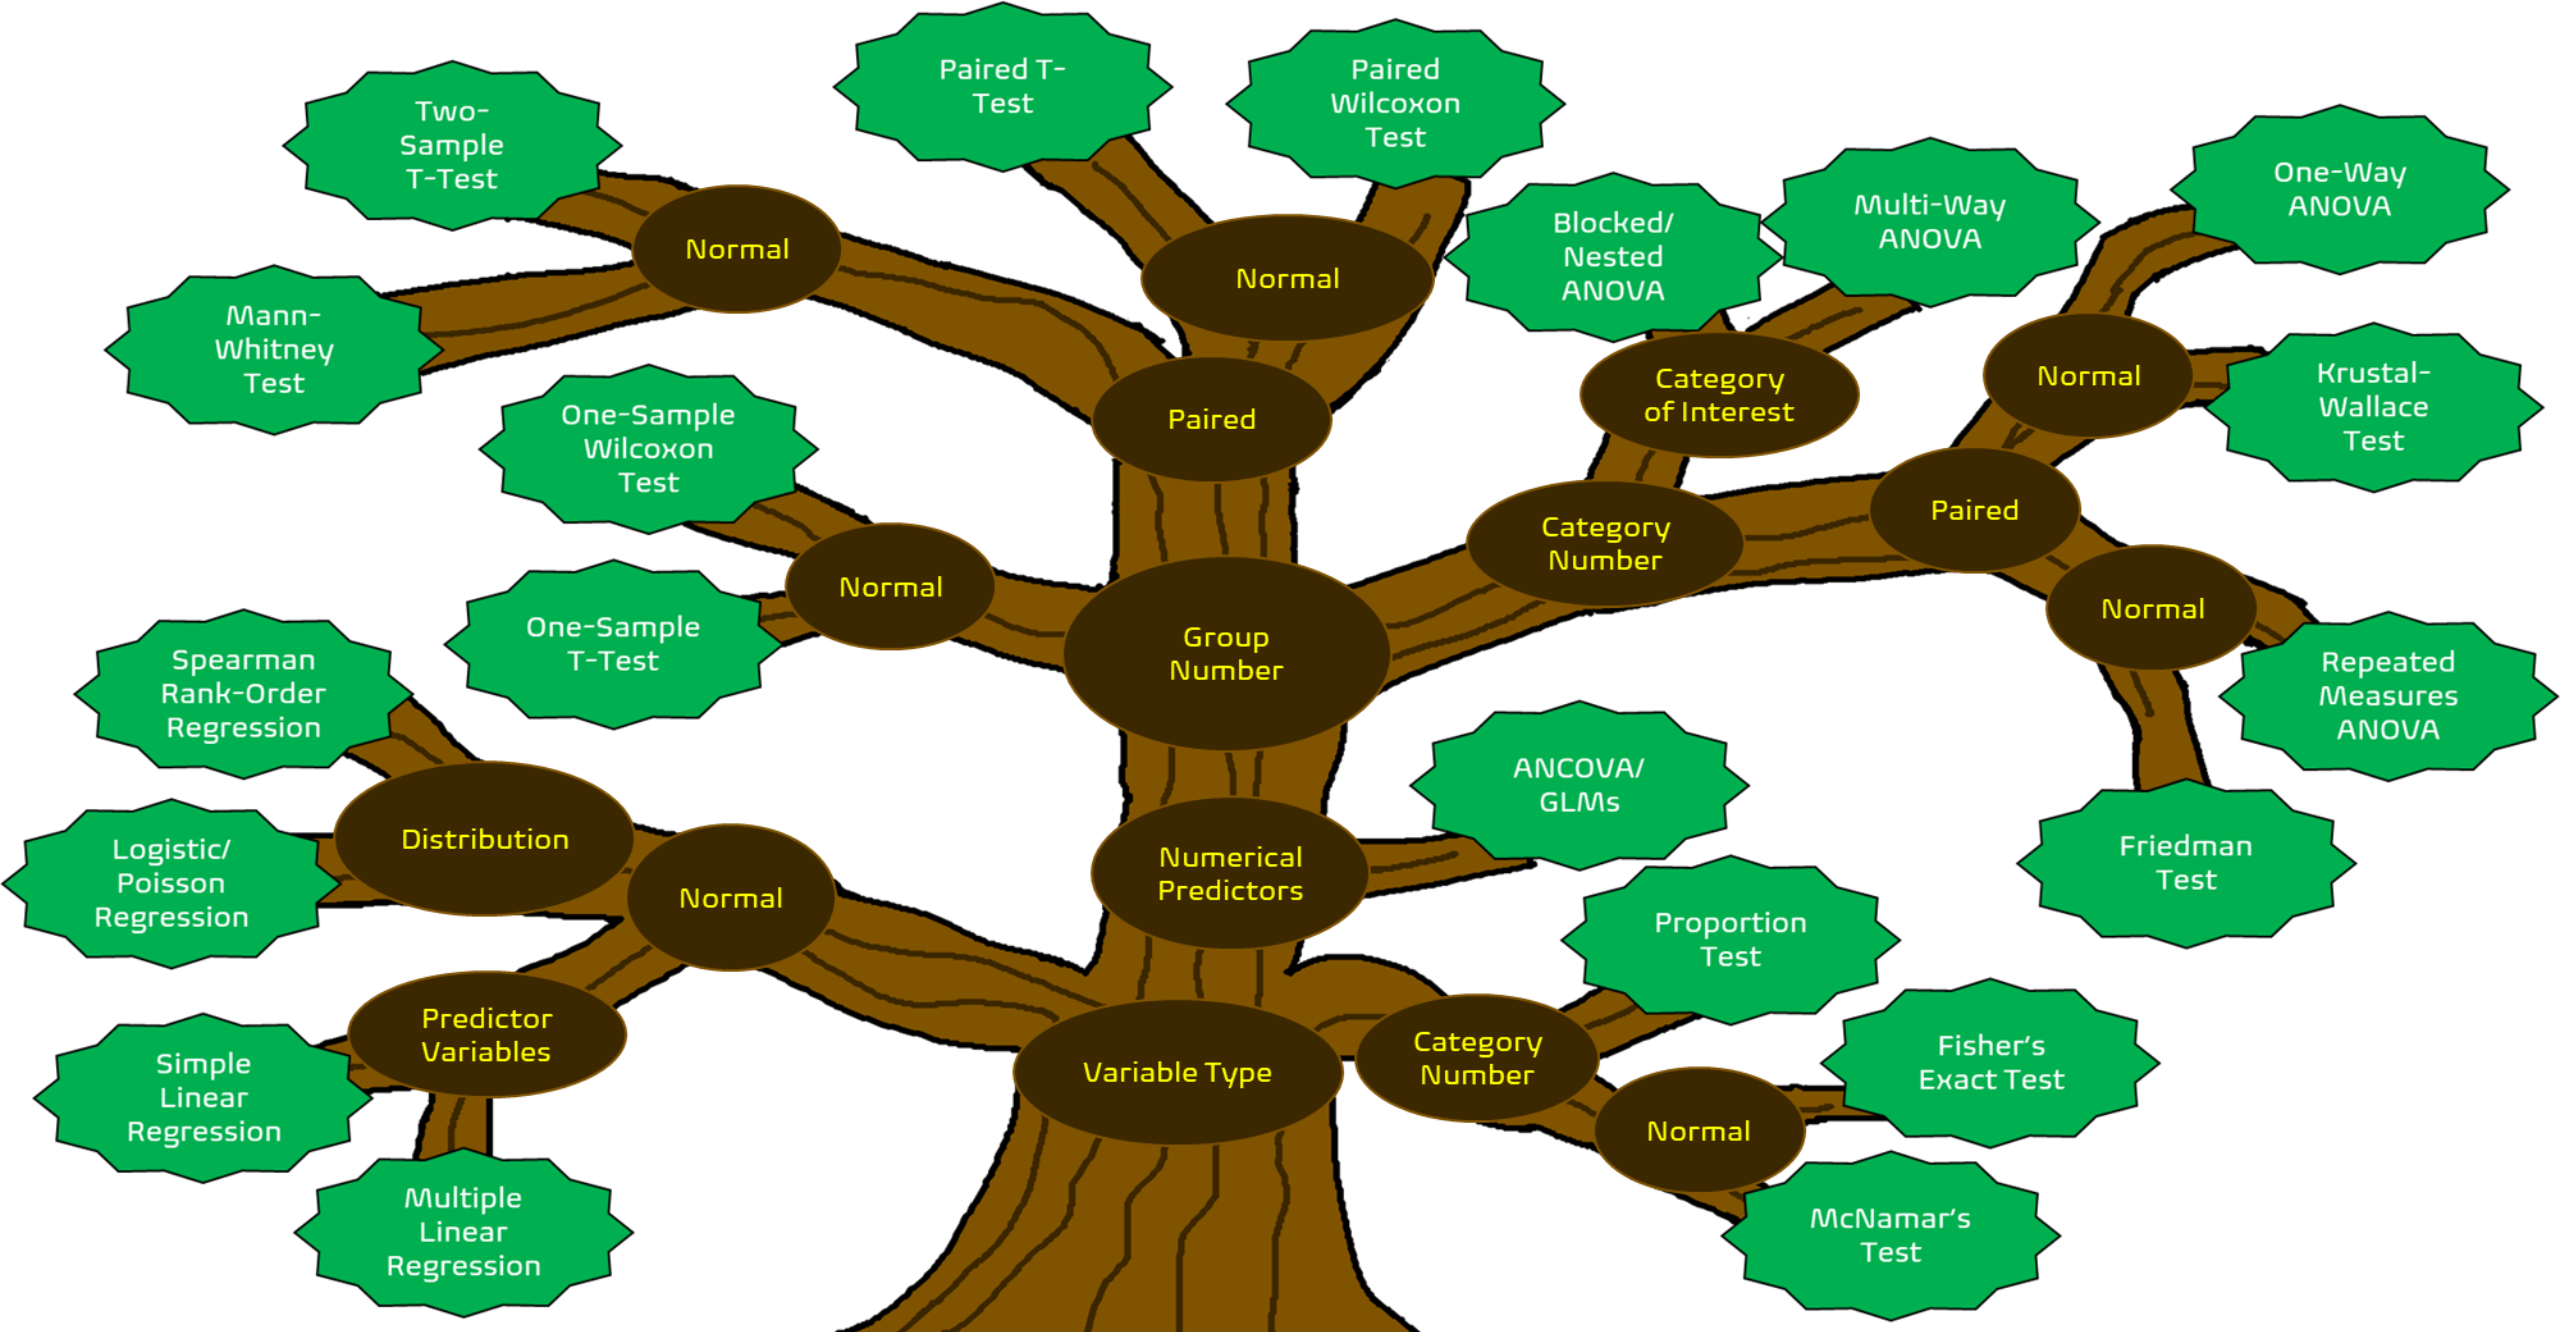 Two-
Sample
T-Test
Paired T-
Test
Paired
Wilcoxon
Test
Normal
Normal
Blocked/
Nested
ANOVA
Multi-Way
ANOVA
One-Way
ANOVA
Mann-
Whitney
Test
Category
of Interest
Normal
Krustal-
Wallace
Test
Paired
One-Sample
Wilcoxon
Test
Category
Number
Paired
Normal
Normal
One-Sample
T-Test
Group
Number
Repeated
Measures
ANOVA
Spearman
Rank-Order
Regression
ANCOVA/
GLMs
Friedman
Test
Distribution
Logistic/
Poisson
Regression
Normal
Numerical
Predictors
Proportion
Test
Predictor
Variables
Variable Type
Category
Number
Fisher's
Exact Test
Simple
Linear
Regression
Normal
Multiple
Linear
Regression
McNamar's
Test